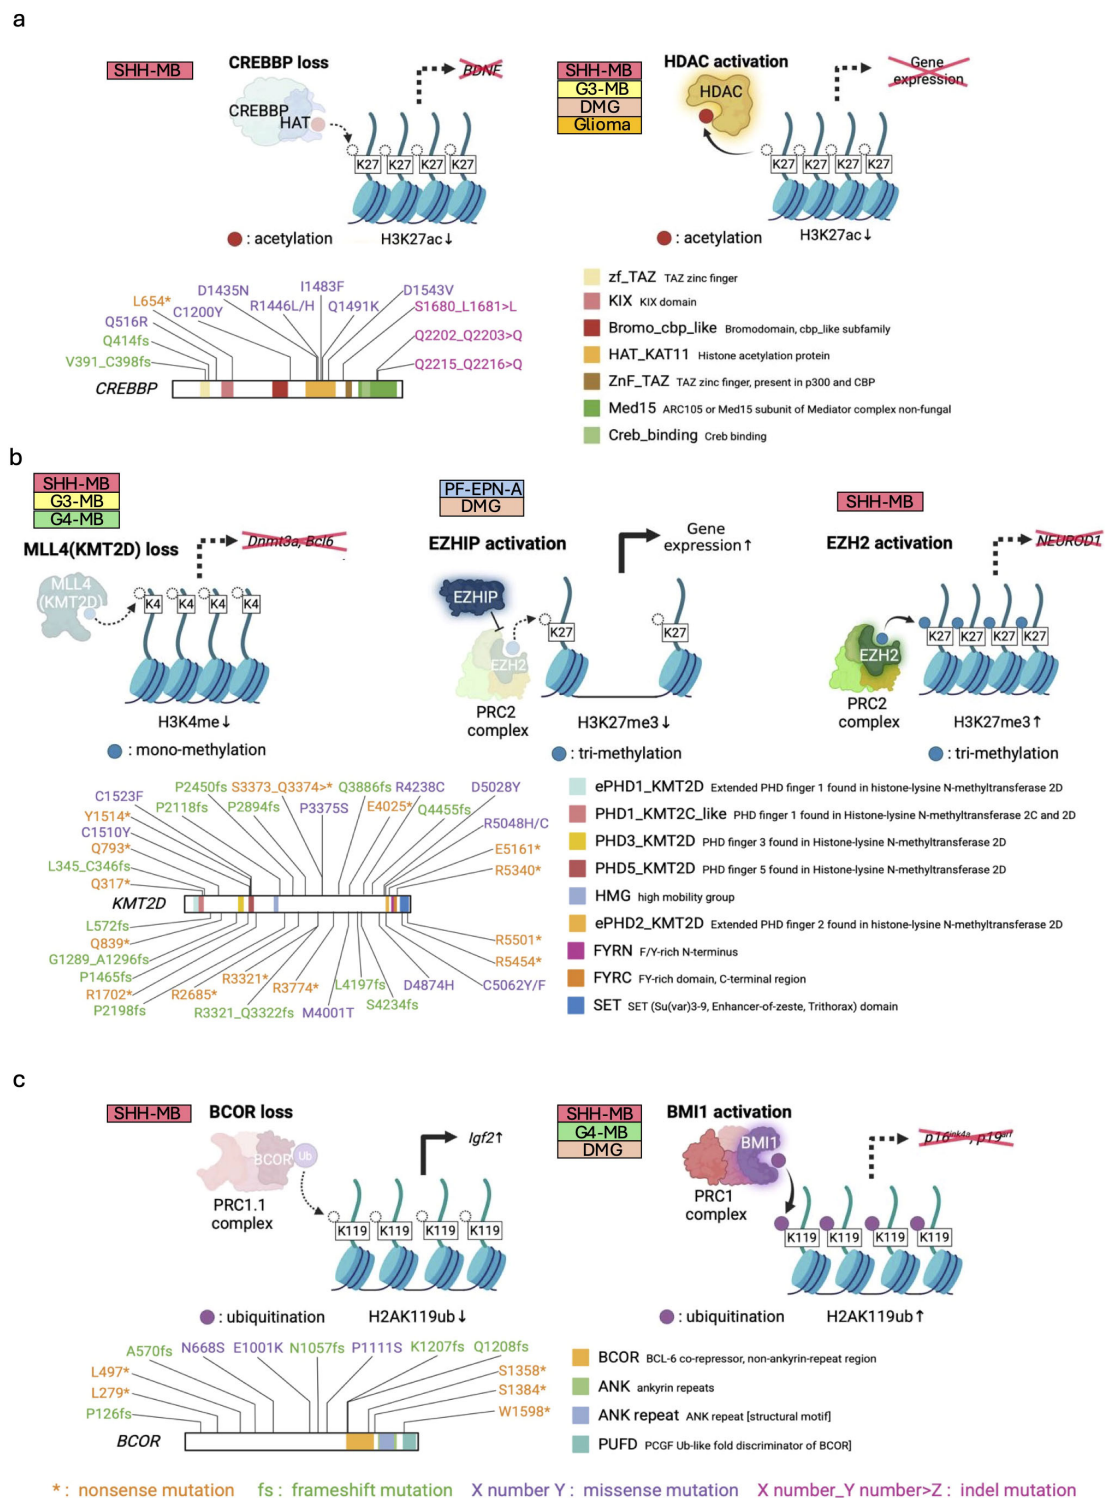 a
SHH-MB
CREBBP loss
BDNF
CREBBP
HAT
K27 K27 K27 K27
: acetylation
H3K27ac↓
SHH-MB
G3-MB
DMG
Glioma
HDAC activation
HDAC
Gene
expression
K27 K27 K27 K27
: acetylation
H3K27ac↓
D1435N
I1483F
D1543V
L654*
C1200Y
R1446L/H
Q1491K
S1680_L1681>L
Q516R
Q414fs
Q2202_Q2203>Q
V391_C398fs
Q2215_Q2216>Q
CREBBP
zf_TAZ TAZ zinc finger
KIX KIX domain
Bromo_cbp_like Bromodomain, cbp_like subfamily
HAT_KAT11 Histone acetylation protein
ZnF_TAZ TAZ zinc finger, present in p300 and CBP
Med15 ARC105 or Med15 subunit of Mediator complex non-fungal
Creb_binding Creb binding
b
SHH-MB
G3-MB
G4-MB
MLL4(KMT2D) loss
Dnmt3a, Bcl6
MLL4
(KMT2D)
K4 K4 K4 K4
H3K4me↓
: mono-methylation
PF-EPN-A
DMG
EZHIP activation
Gene
expression↑
EZHIP
EZH2
K27 K27
PRC2
complex
H3K27me3↓
: tri-methylation
SHH-MB
EZH2 activation
NEUROD1
EZH2
K27 K27 K27 K27
PRC2
complex
H3K27me3↑
: tri-methylation
P2450fs S3373_Q3374>* Q3886fs R4238C D5028Y
C1523F
P2118fs P2894fs P3375S E4025* Q4455fs
Y1514*
C1510Y
R5048H/C
Q793*
E5161*
L345_C346fs
R5340*
Q317*
KMT2D
L572fs
R5501*
Q839*
G1289_A1296fs
R5454*
P1465fs
R3321*
R3774*
L4197fs
D4874H
C5062Y/F
R1702*
R2685*
S4234fs
P2198fs
R3321_Q3322fs
M4001T
ePHD1_KMT2D Extended PHD finger 1 found in histone-lysine N-methyltransferase 2D
PHD1_KMT2C_like PHD finger 1 found in Histone-lysine N-methyltransferase 2C and 2D
PHD3_KMT2D PHD finger 3 found in Histone-lysine N-methyltransferase 2D
PHD5_KMT2D PHD finger 5 found in Histone-lysine N-methyltransferase 2D
HMG high mobility group
ePHD2_KMT2D Extended PHD finger 2 found in histone-lysine N-methyltransferase 2D
FYRN F/Y-rich N-terminus
FYRC FY-rich domain, C-terminal region
SET SET (Su(var)3-9, Enhancer-of-zeste, Trithorax) domain
c
SHH-MB
BCOR loss
Igf2↑
BCOR
Ub
PRC1.1
complex
K119 K119 K119 K119
: ubiquitination
H2AK119ub↓
SHH-MB
G4-MB
DMG
BMI1 activation
BMI1
p16ink4a, p19arf
PRC1
complex
K119 K119 K119 K119
: ubiquitination
H2AK119ub↑
A570fs N668S E1001K N1057fs P1111S K1207fs Q1208fs
L497*
S1358*
L279*
S1384*
P126fs
W1598*
BCOR
BCOR BCL-6 co-repressor, non-ankyrin-repeat region
ANK ankyrin repeats
ANK repeat ANK repeat [structural motif]
PUFD PCGF Ub-like fold discriminator of BCOR]
* : nonsense mutation fs : frameshift mutation X number Y : missense mutation X number_Y number>Z : indel mutation